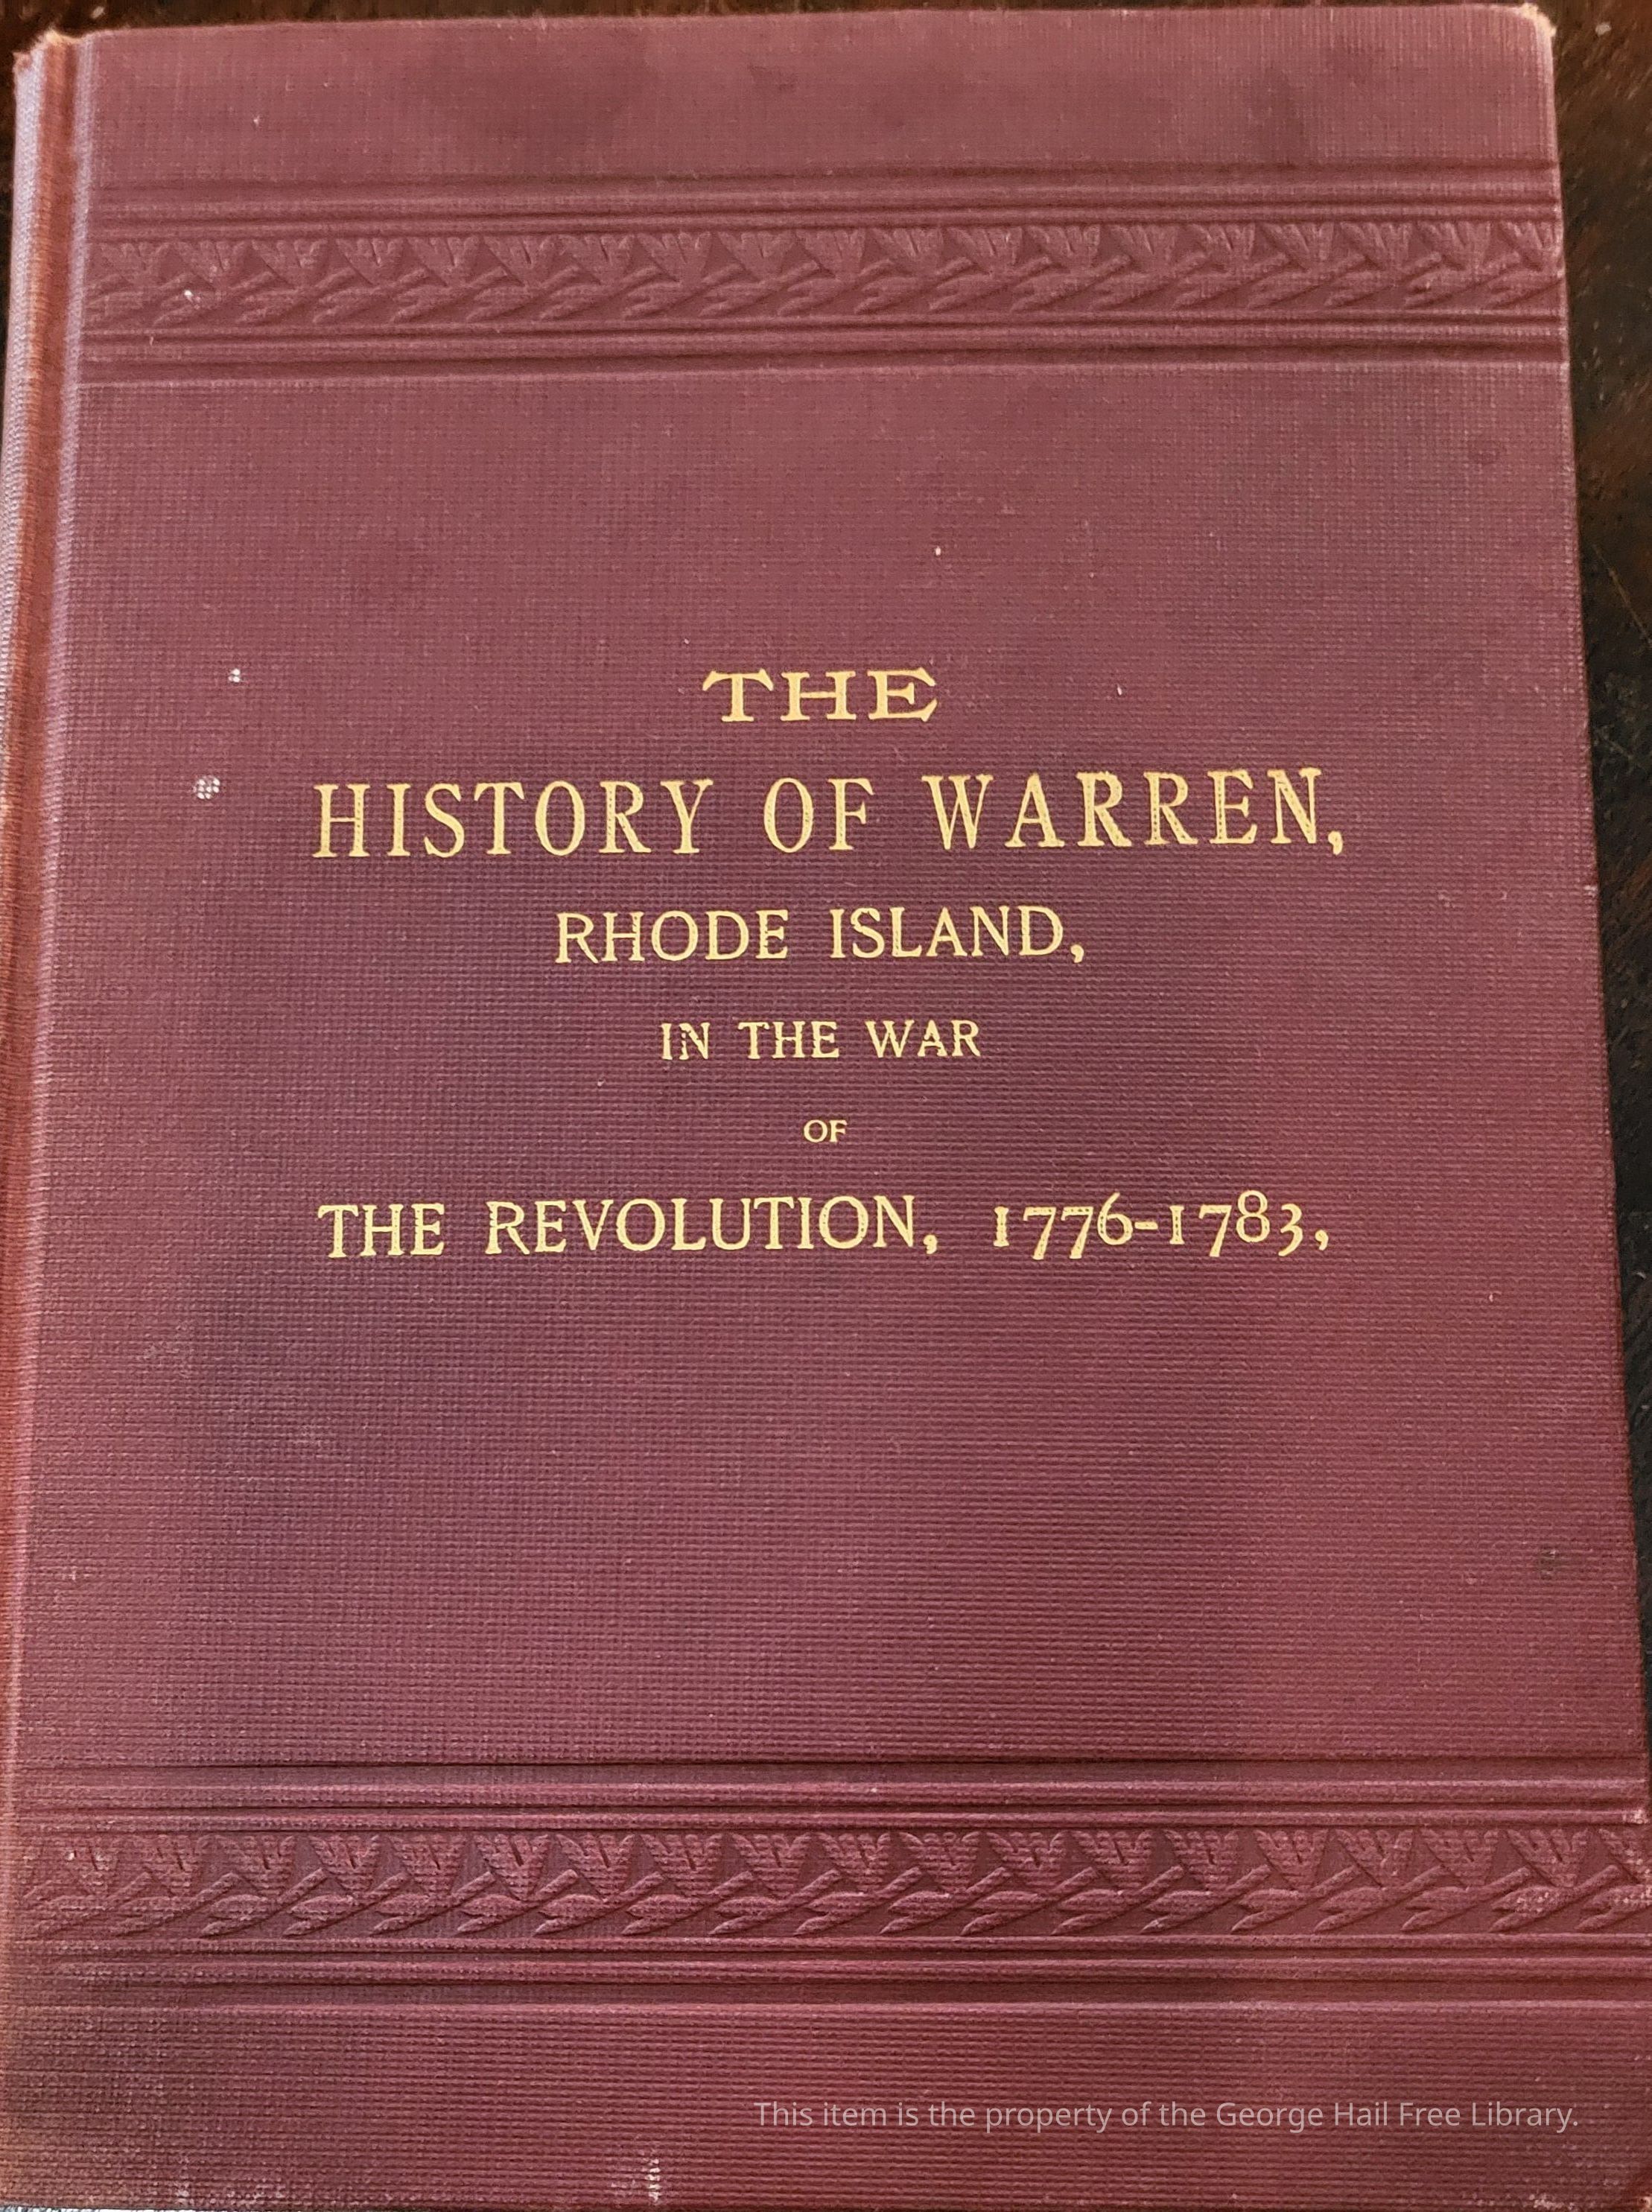 THE
HISTORY OF WARREN,
RHODE ISLAND,
IN THE WAR
OF
THE REVOLUTION, 1776-1783,
This item is the property of the George Hail Free Library.